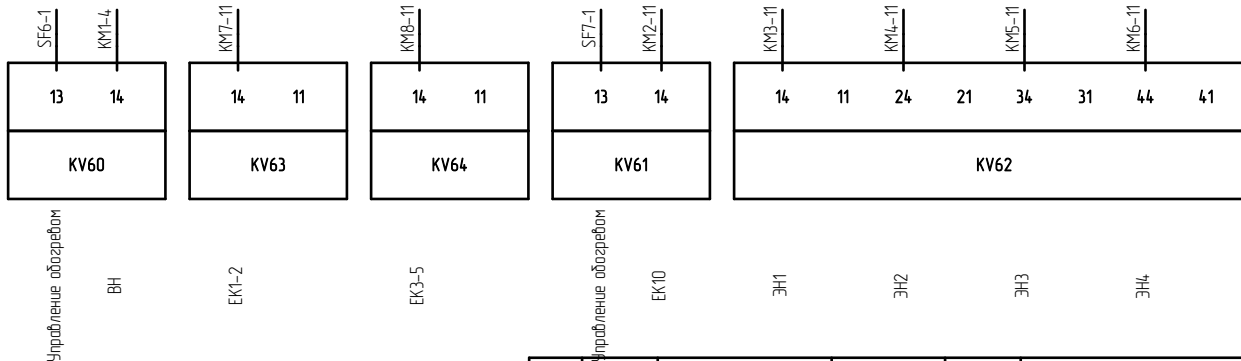 SF6-1 KM1-4 KM7-11 KM8-11 SF7-1 KM2-11 KM3-11 KM4-11 KM5-11 KM6-11
13 14 14 11 14 11 13 14 14 11 24 21 34 31 44 41
KV60 KV63 KV64 KV61 KV62
Управление обогревом ВН ЕК1-2 ЕК3-5 Управление обогревом ЕК10 ЭН1 ЭН2 ЭН3 ЭН4